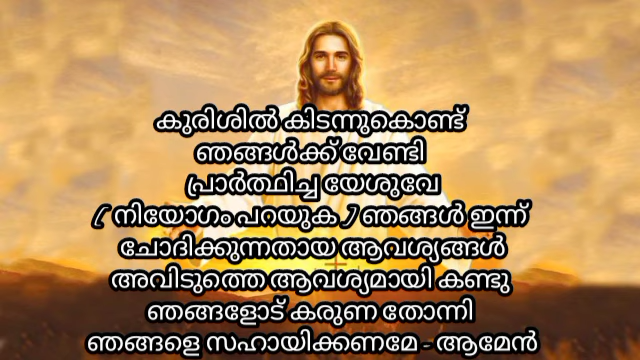 കുരിശിൽ കിടന്നുകൊണ്ട്
ഞങ്ങൾക്ക് വേണ്ടി
പ്രാർത്ഥിച്ച യേശുവേ
( നിയോഗം പറയുക ) ഞങ്ങൾ ഇന്ന്
ചോദിക്കുന്നതായ ആവശ്യങ്ങൾ
അവിടുത്തെ ആവശ്യമായി കണ്ടു
ഞങ്ങളോട് കരുണ തോന്നി
ഞങ്ങളെ സഹായിക്കണമേ - ആമേൻ